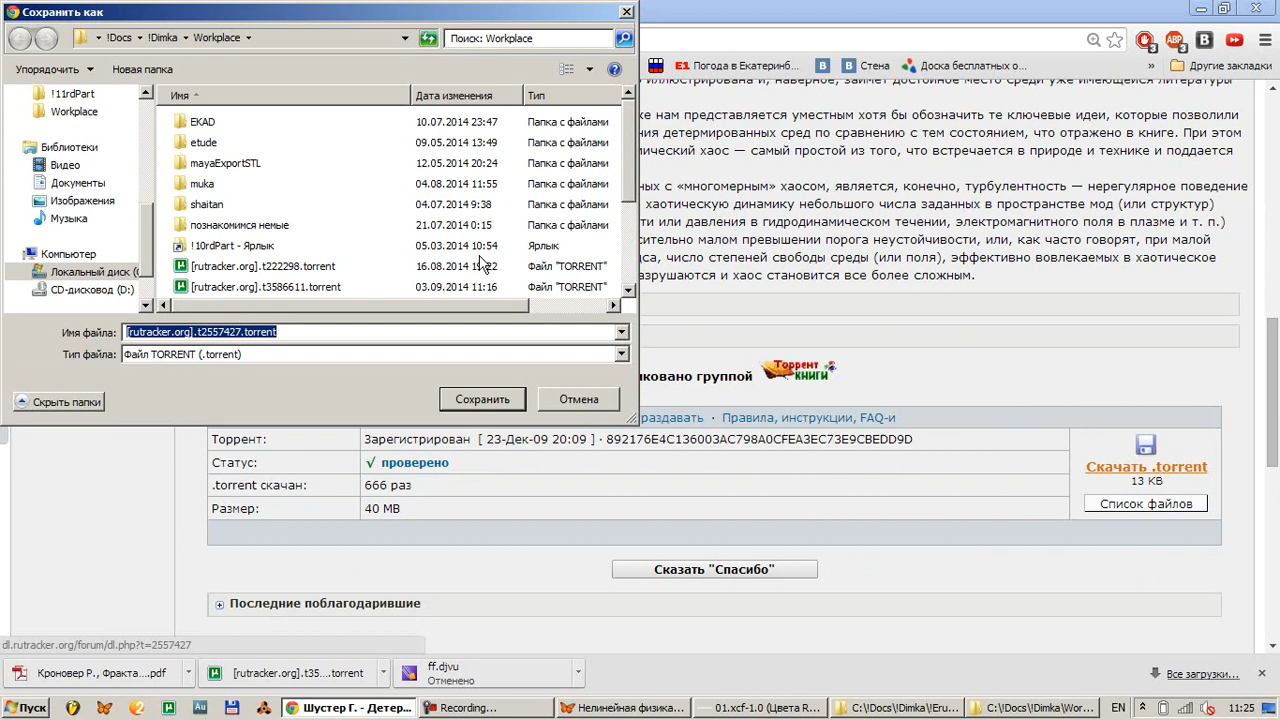 Сохранить как
!Docs !Dimka Workplace
Поиск: Workplace
Упорядочить Новая папка
!11rdPart
Workplace
Библиотеки
Видео
Документы
Изображения
Музыка
Компьютер
Локальный диск (
CD-дисковод (D:)
Имя Дата изменения Тип
EKAD 10.07.2014 23:47 Папка с файлами
etude 09.05.2014 13:49 Папка с файлами
mayaExportSTL 12.05.2014 20:24 Папка с файлами
muka 04.08.2014 11:55 Папка с файлами
shaitan 04.07.2014 9:38 Папка с файлами
познакомимся немые 21.07.2014 0:15 Папка с файлами
!10rdPart - Ярлык 05.03.2014 10:54 Ярлык
[rutracker.org].t222298.torrent 16.08.2014 22 Файл "TORRENT"
[rutracker.org].t3586611.torrent 03.09.2014 11:16 Файл "TORRENT"
Имя файла: [rutracker.org].t2557427.torrent
Тип файла: Файл TORRENT (.torrent)
Скрыть папки Сохранить Отмена
3 ABP 3 B
E1 Погода в Екатеринб... B B Стена Доска бесплатных о... » Другие закладки
иллюстрирована и, наверное, займет достойное место среди уже имеющейся литературы
же нам представляется уместным хотя бы обозначить те ключевые идеи, которые позволили
детермированных сред по сравнению с тем состоянием, что отражено в книге. При этом
мический хаос — самый простой из того, что встречается в природе и технике и поддается
ных с «многомерным» хаосом, является, конечно, турбулентность — нерегулярное поведение
хаотическую динамику небольшого числа заданных в пространстве мод (или структур)
ти или давления в гидродинамическом течении, электромагнитного поля в плазме и т. п.)
сительно малом превышении порога неустойчивости, или, как часто говорят, при малом
дса, число степеней свободы среды (или поля), эффективно вовлекаемых в хаотическое
разрушаются и хаос становится все более сложным.
ковано группой Торрент книги
раздавать · Правила, инструкции, FAQ-и
Торрент: Зарегистрирован [ 23-Дек-09 20:09 ] · 892176E4C136003AC798A0CFEA3EC73E9CBEDD9D
Статус: √ проверено
.torrent скачан: 666 раз
Размер: 40 MB
Скачать .torrent
13 KB
Список файлов
Сказать "Спасибо"
Последние поблагодарившие
dl.rutracker.org/forum/dl.php?t=2557427
Кроновер Р., Фракта....pdf [rutracker.org].t35....torrent ff.djvu
Отменено
Все загрузки...
Пуск Au Шустер Г. - Детер... Recording... Нелинейная физика... 01.xcf-1.0 (Цвета R... C:\Docs\Dimka\Eru... C:\Docs\Dimka\Wor... EN 11:25